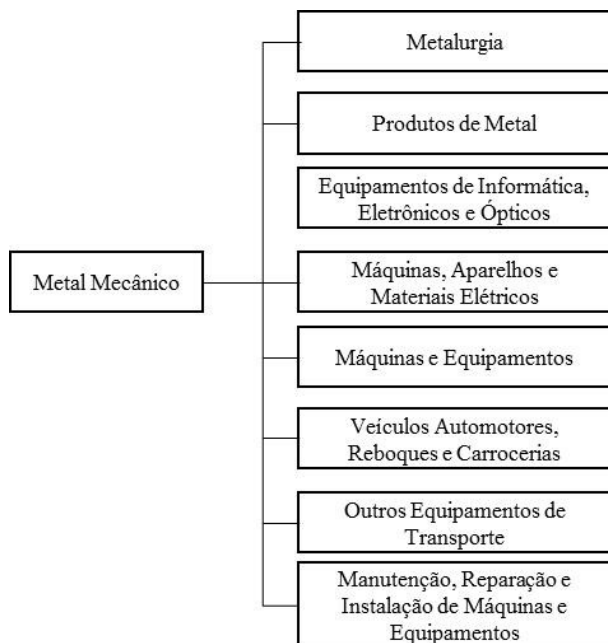 Metalurgia
Produtos de Metal
Equipamentos de Informática,
Eletrônicos e Ópticos
Metal Mecânico
Máquinas, Aparelhos e
Materiais Elétricos
Máquinas e Equipamentos
Veículos Automotores,
Reboques e Carrocerias
Outros Equipamentos de
Transporte
Manutenção, Reparação e
Instalação de Máquinas e
Equipamentos